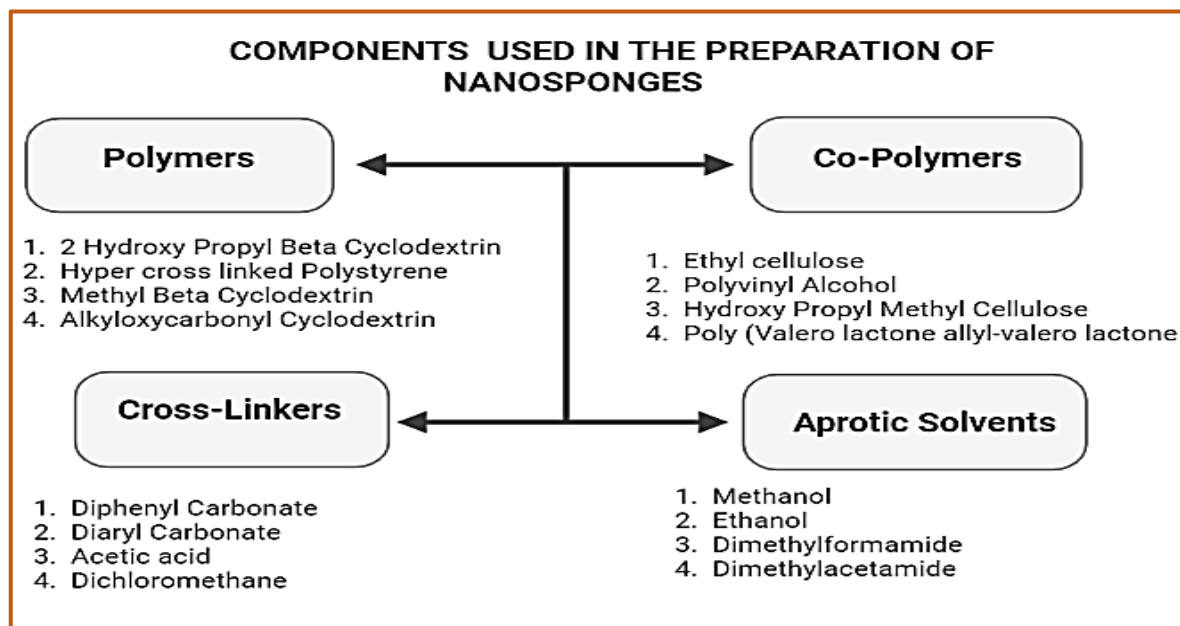 COMPONENTS USED IN THE PREPARATION OF
NANOSPONGES
Polymers
1. 2 Hydroxy Propyl Beta Cyclodextrin
2. Hyper cross linked Polystyrene
3. Methyl Beta Cyclodextrin
4. Alkyloxycarbonyl Cyclodextrin
Co-Polymers
1. Ethyl cellulose
2. Polyvinyl Alcohol
3. Hydroxy Propyl Methyl Cellulose
4. Poly (Valero lactone allyl-valero lactone
Cross-Linkers
1. Diphenyl Carbonate
2. Diaryl Carbonate
3. Acetic acid
4. Dichloromethane
Aprotic Solvents
1. Methanol
2. Ethanol
3. Dimethylformamide
4. Dimethylacetamide